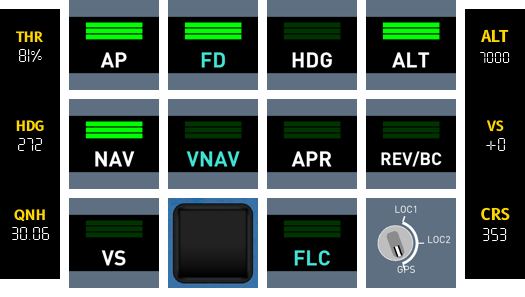 THR
81%
AP
FD
HDG
ALT
ALT
7000
HDG
272
NAV
VNAV
APR
REV/BC
VS
+0
QNH
30.06
VS
FLC
LOC1
LOC2
GPS
CRS
353